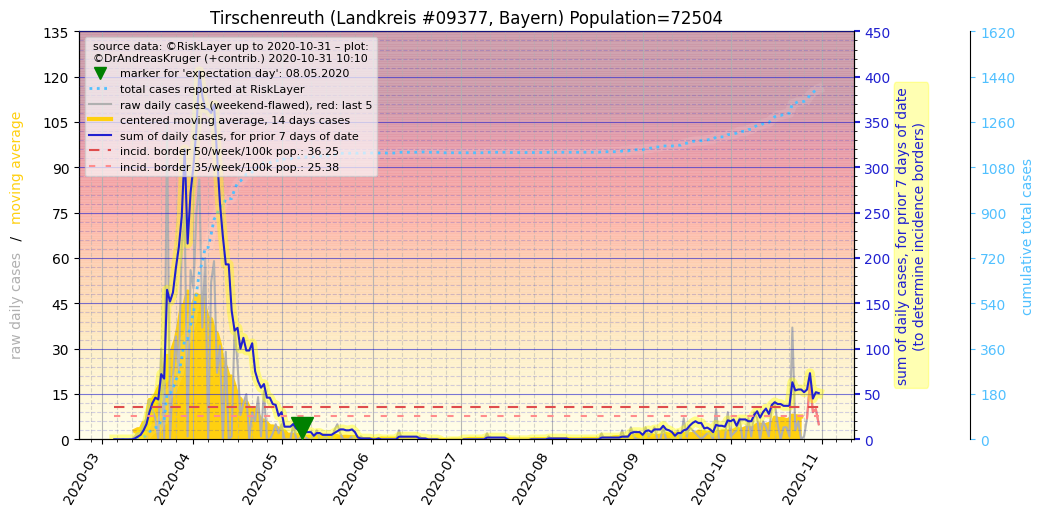 Tirschenreuth (Landkreis #09377, Bayern) Population=72504
source data: ©RiskLayer up to 2020-10-31 – plot:
©DrAndreasKruger (+contrib.) 2020-10-31 10:10
marker for 'expectation day': 08.05.2020
total cases reported at RiskLayer
raw daily cases (weekend-flawed), red: last 5
centered moving average, 14 days cases
sum of daily cases, for prior 7 days of date
incid. border 50/week/100k pop.: 36.25
incid. border 35/week/100k pop.: 25.38
raw daily cases / moving average
135
120
105
90
75
60
45
30
15
0
450
400
350
300
250
200
150
100
50
0
sum of daily cases, for prior 7 days of date
(to determine incidence borders)
1620
1440
1260
1080
900
720
540
360
180
0
cumulative total cases
2020-03
2020-04
2020-05
2020-06
2020-07
2020-08
2020-09
2020-10
2020-11